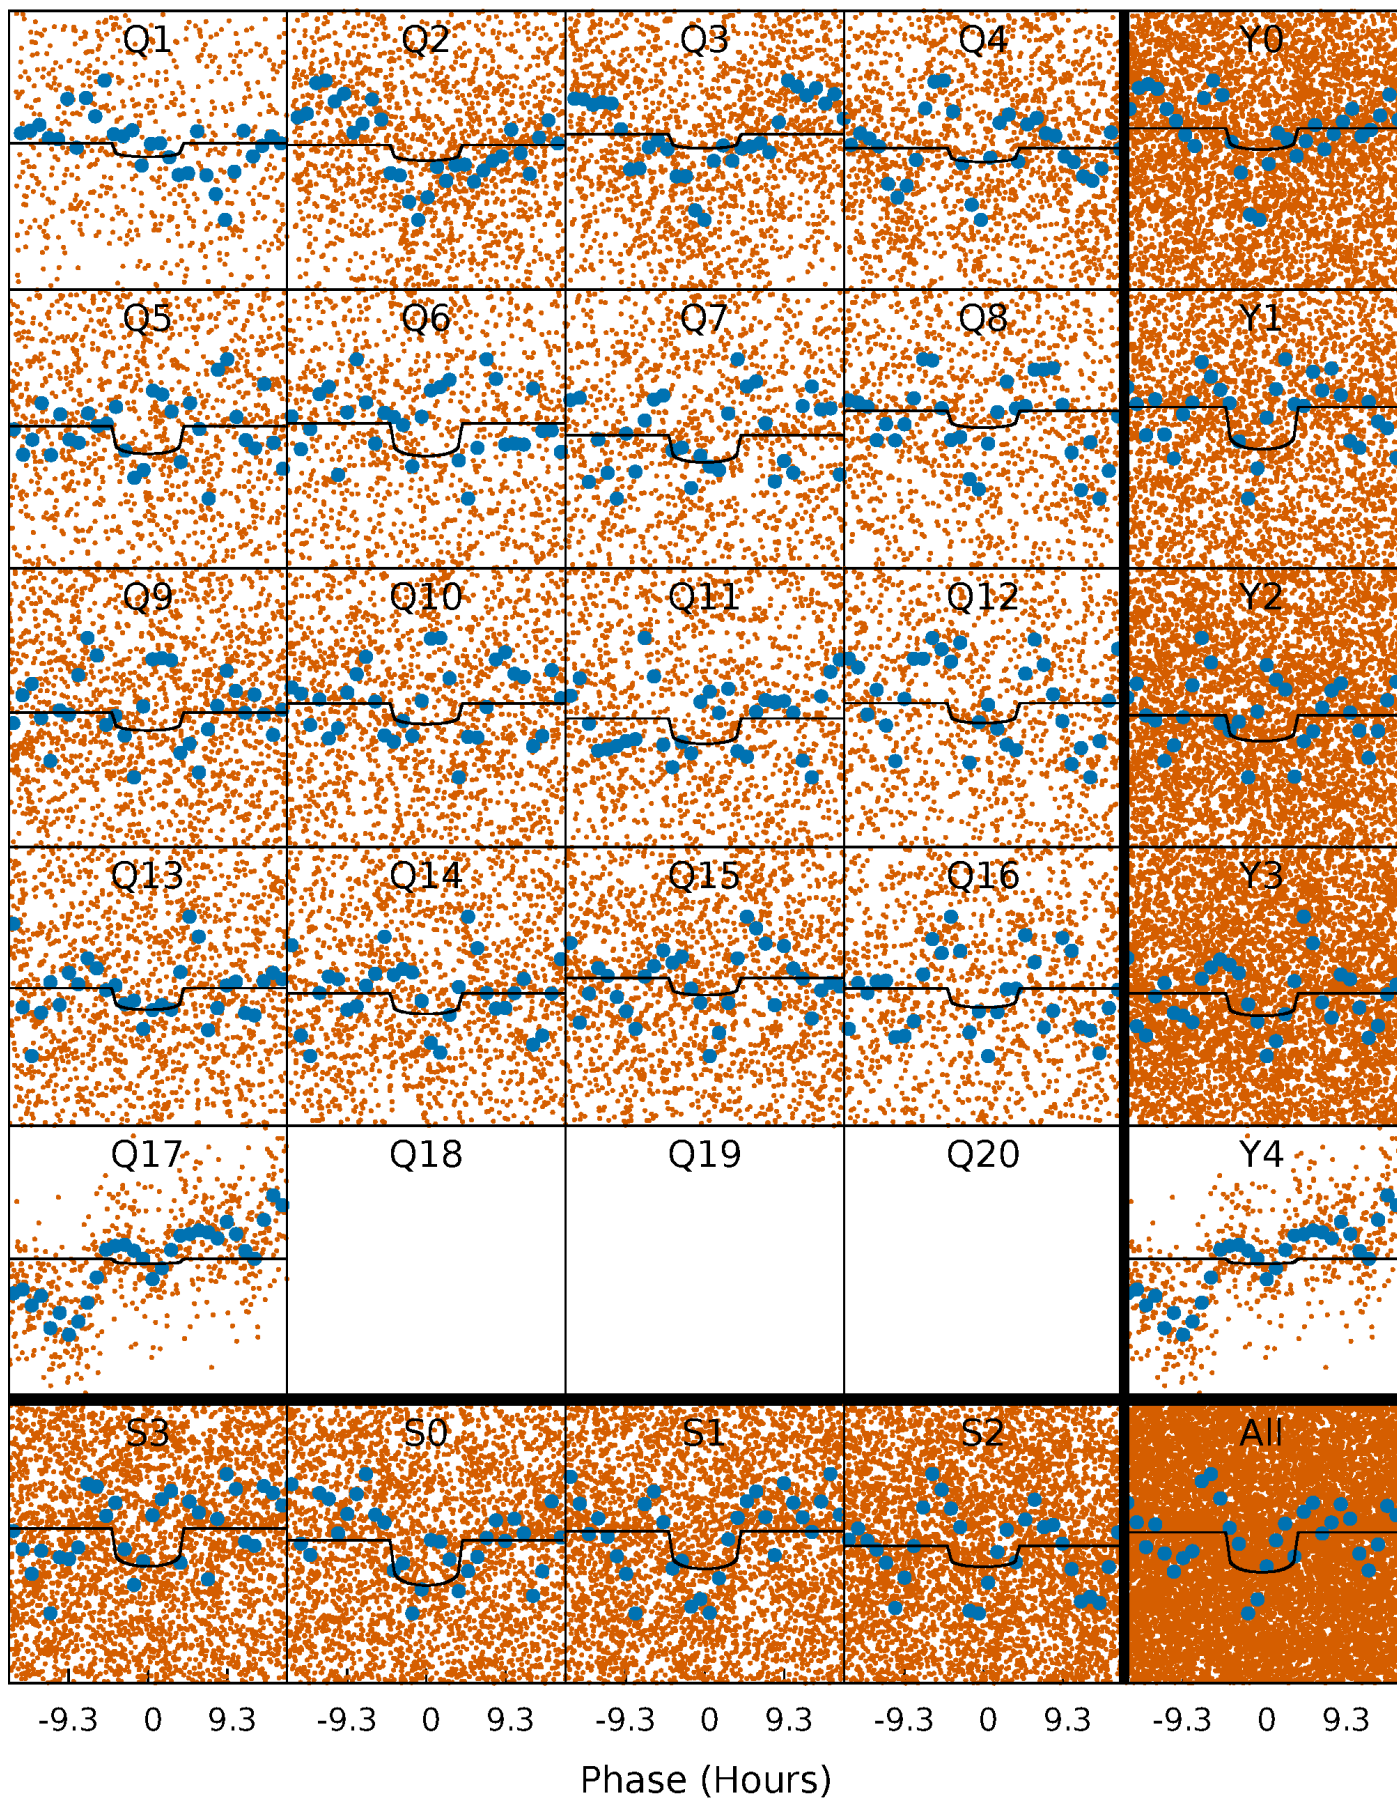 Q1 Q2 Q3 Q4 Y0
Q5 Q6 Q7 Q8 Y1
Q9 Q10 Q11 Q12 Y2
Q13 Q14 Q15 Q16 Y3
Q17 Q18 Q19 Q20 Y4
S3 S0 S1 S2 All
-9.3 0 9.3 -9.3 0 9.3 -9.3 0 9.3 -9.3 0 9.3 -9.3 0 9.3
Phase (Hours)